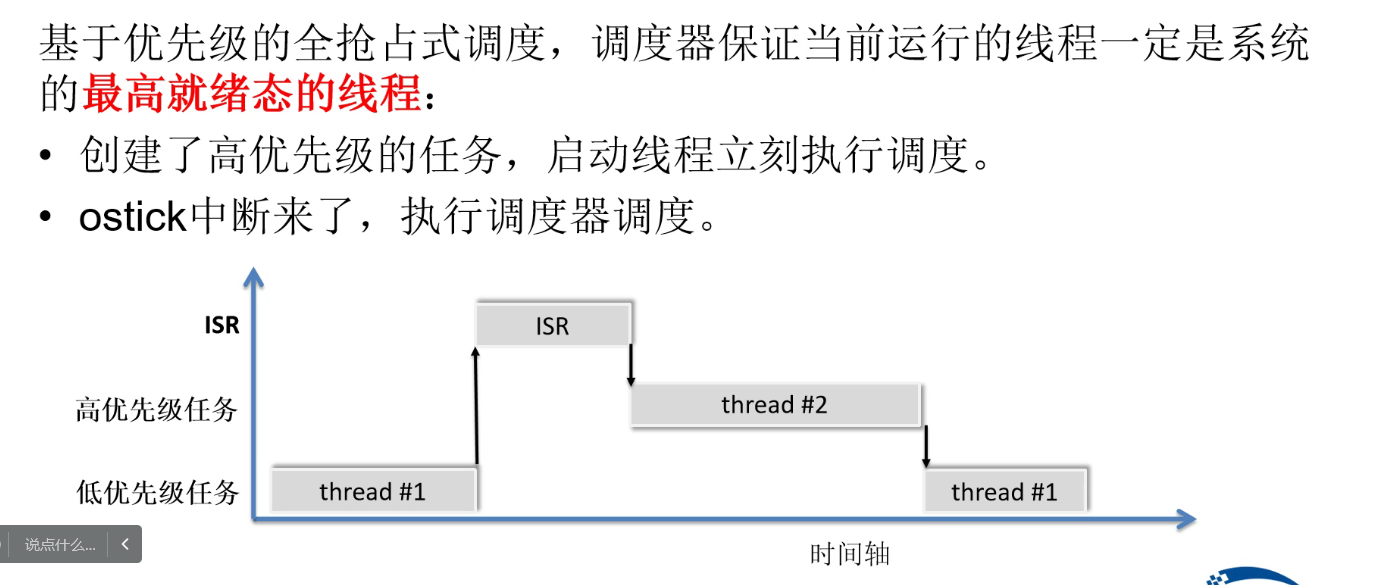 基于优先级的全抢占式调度，调度器保证当前运行的线程一定是系统
的最高就绪态的线程：
• 创建了高优先级的任务，启动线程立刻执行调度。
• ostick中断来了，执行调度器调度。
ISR
ISR
高优先级任务
thread #2
低优先级任务
thread #1
thread #1
说点什么...
时间轴